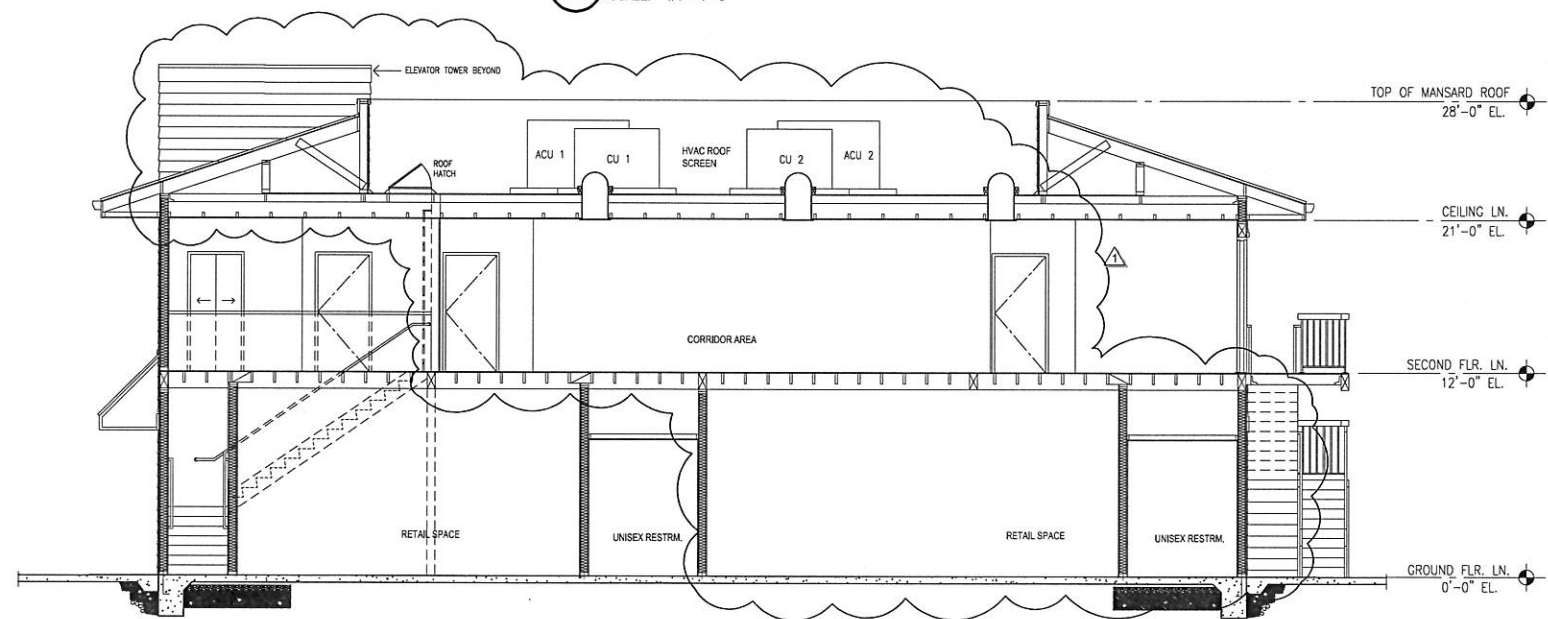 ELEVATOR TOWER BEYOND
TOP OF MANSARD ROOF
28'-0" EL.
ROOF
HATCH
ACU 1
CU 1
HVAC ROOF
SCREEN
CU 2
ACU 2
CEILING LN.
21'-0" EL.
1
CORRIDOR AREA
SECOND FLR. LN.
12'-0" EL.
RETAIL SPACE
UNISEX RESTRM.
RETAIL SPACE
UNISEX RESTRM.
GROUND FLR. LN.
0'-0" EL.